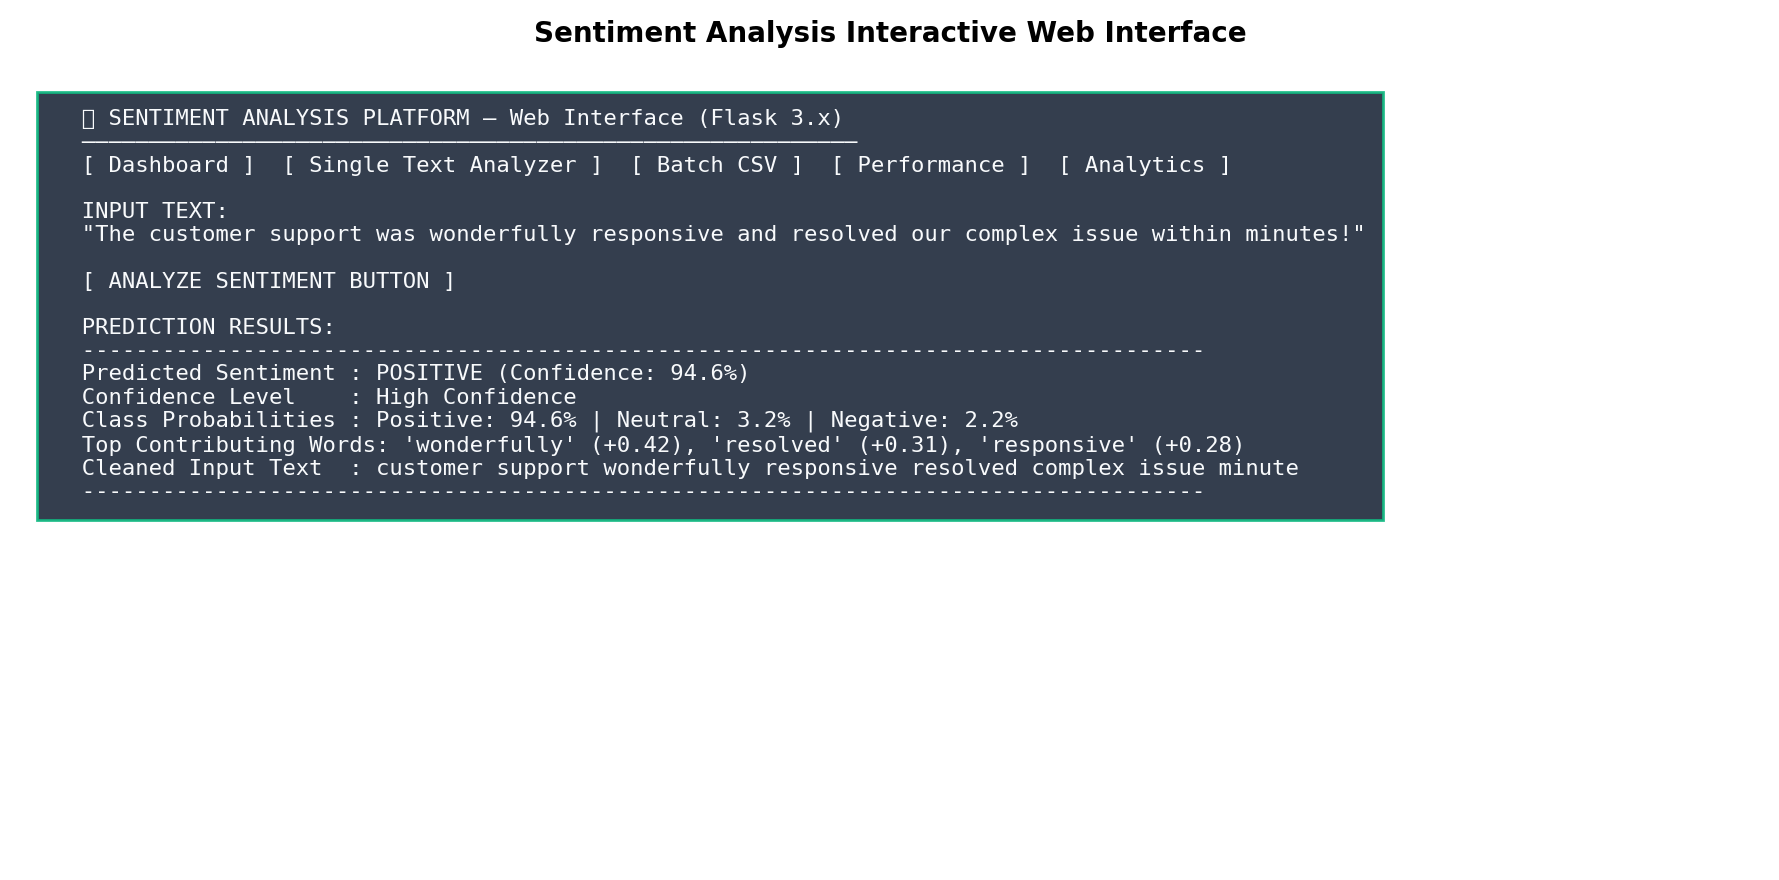 Sentiment Analysis Interactive Web Interface
SENTIMENT ANALYSIS PLATFORM — Web Interface (Flask 3.x)
[ Dashboard ]  [ Single Text Analyzer ]  [ Batch CSV ]  [ Performance ]  [ Analytics ]
INPUT TEXT:
"The customer support was wonderfully responsive and resolved our complex issue within minutes!"
[ ANALYZE SENTIMENT BUTTON ]
PREDICTION RESULTS:
------------------------------------------------------------------------------------
Predicted Sentiment : POSITIVE (Confidence: 94.6%)
Confidence Level    : High Confidence
Class Probabilities : Positive: 94.6% | Neutral: 3.2% | Negative: 2.2%
Top Contributing Words: 'wonderfully' (+0.42), 'resolved' (+0.31), 'responsive' (+0.28)
Cleaned Input Text  : customer support wonderfully responsive resolved complex issue minute
------------------------------------------------------------------------------------